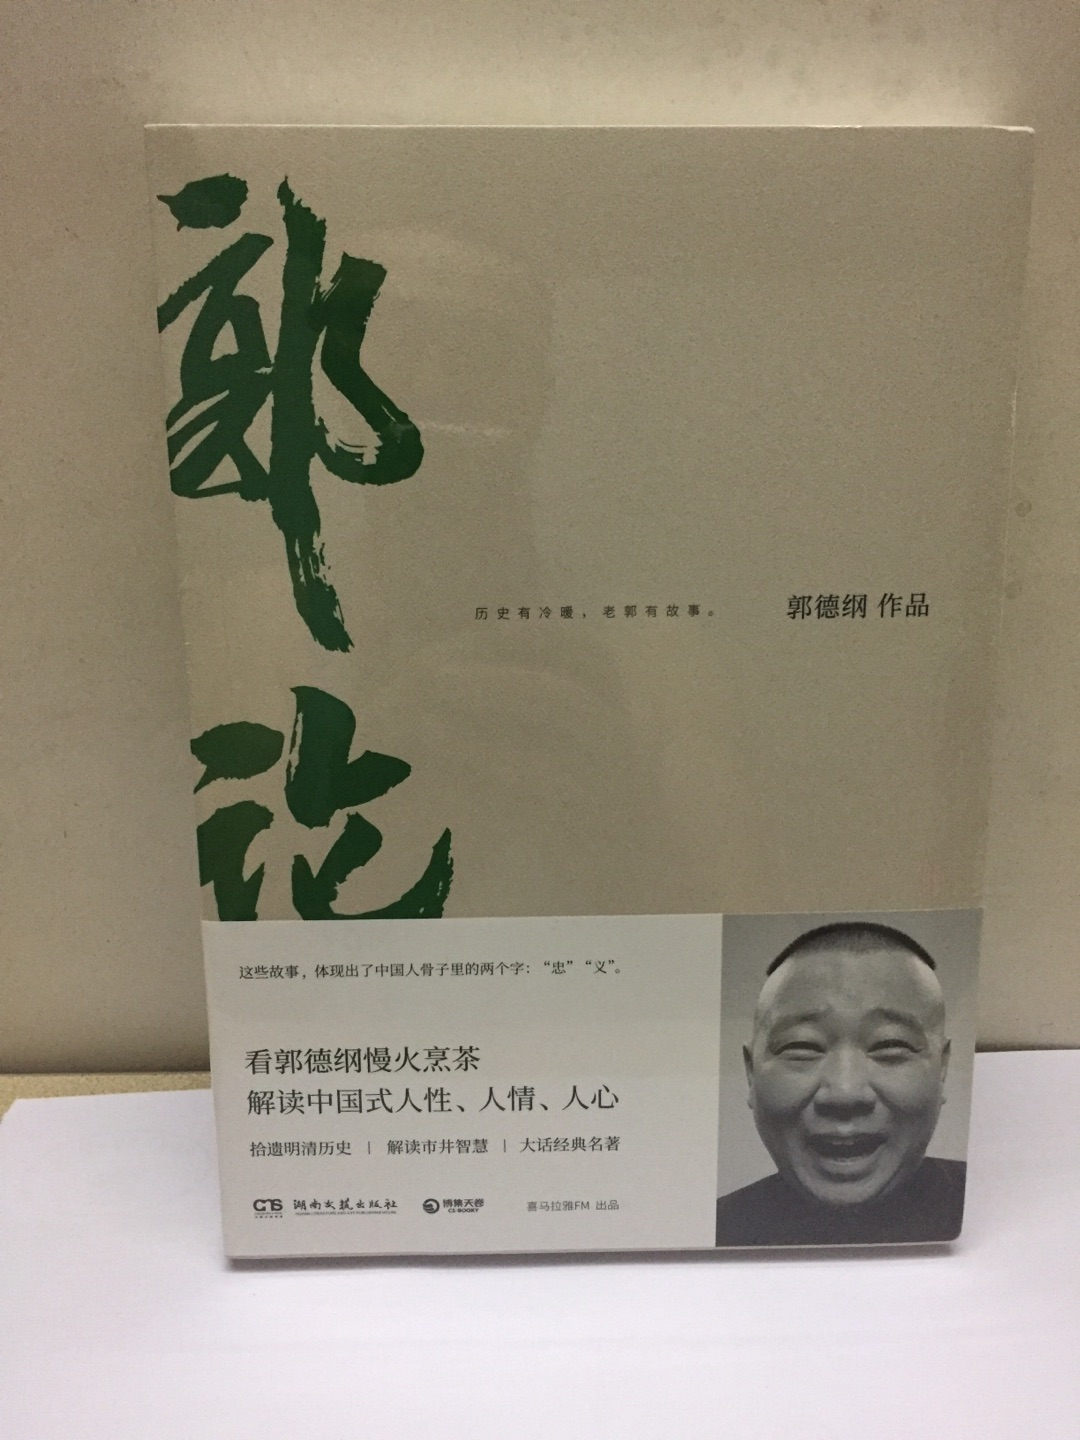 郭论
历史有冷暖，老郭有故事。
郭德纲 作品
这些故事，体现出了中国人骨子里的两个字：“忠”“义”。
看郭德纲慢火烹茶
解读中国式人性、人情、人心
拾遗明清历史 | 解读市井智慧 | 大话经典名著
湖南文艺出版社
博集天卷
CS-BOOKY
喜马拉雅FM 出品